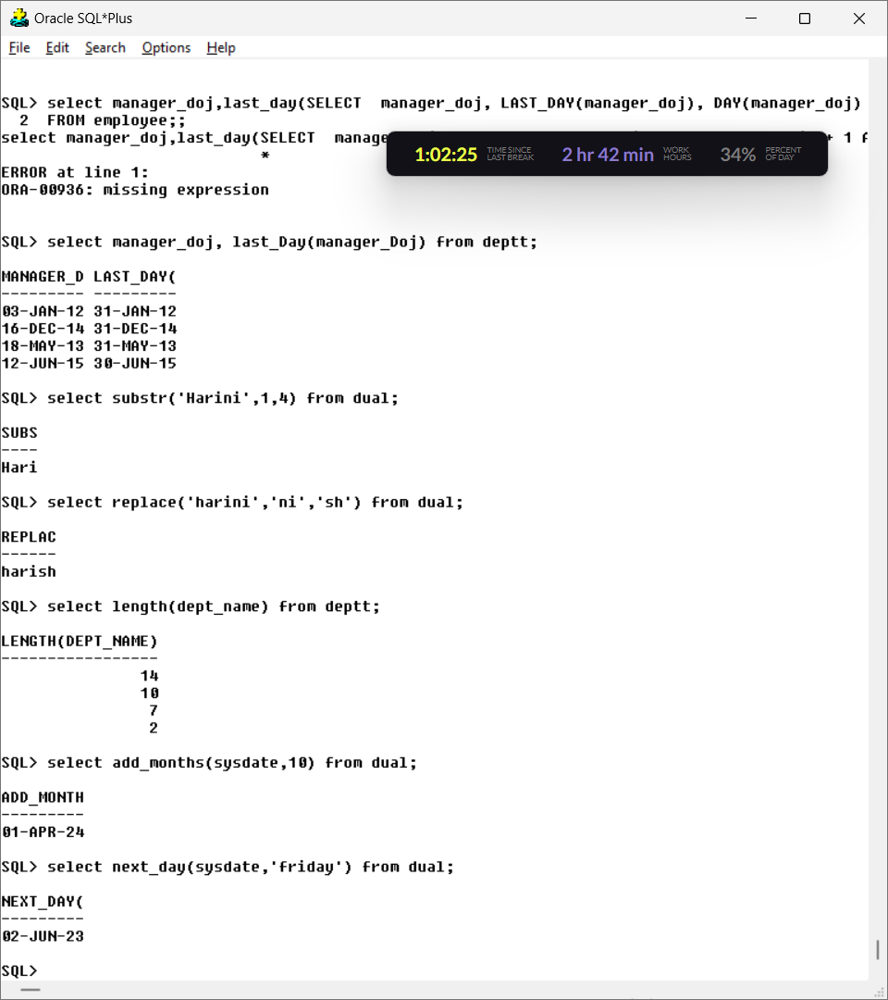 Oracle SQL*Plus
File Edit Search Options Help
SQL> select manager_doj,last_day(SELECT  manager_doj, LAST_DAY(manager_doj), DAY(manager_doj)
  2  FROM employee;;
select manager_doj,last_day(SELECT  manage + 1 A
                            *
ERROR at line 1:
ORA-00936: missing expression
1:02:25 TIME SINCE LAST BREAK 2 hr 42 min WORK HOURS 34% PERCENT OF DAY
SQL> select manager_doj, last_Day(manager_Doj) from deptt;
MANAGER_D LAST_DAY(
--------- ---------
03-JAN-12 31-JAN-12
16-DEC-14 31-DEC-14
18-MAY-13 31-MAY-13
12-JUN-15 30-JUN-15
SQL> select substr('Harini',1,4) from dual;
SUBS
----
Hari
SQL> select replace('harini','ni','sh') from dual;
REPLAC
------
harish
SQL> select length(dept_name) from deptt;
LENGTH(DEPT_NAME)
-----------------
               14
               10
                7
                2
SQL> select add_months(sysdate,10) from dual;
ADD_MONTH
---------
01-APR-24
SQL> select next_day(sysdate,'friday') from dual;
NEXT_DAY(
---------
02-JUN-23
SQL>